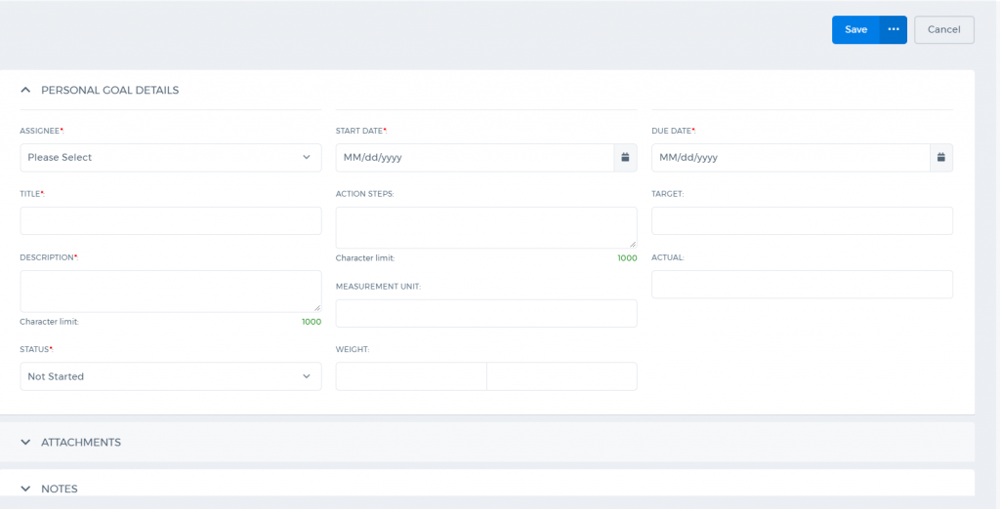 Save ... Cancel
PERSONAL GOAL DETAILS
ASSIGNEE*:
Please Select
START DATE*:
MM/dd/yyyy
DUE DATE*:
MM/dd/yyyy
TITLE*:
ACTION STEPS:
Character limit: 1000
TARGET:
DESCRIPTION*:
Character limit: 1000
MEASUREMENT UNIT:
ACTUAL:
STATUS*:
Not Started
WEIGHT:
ATTACHMENTS
NOTES